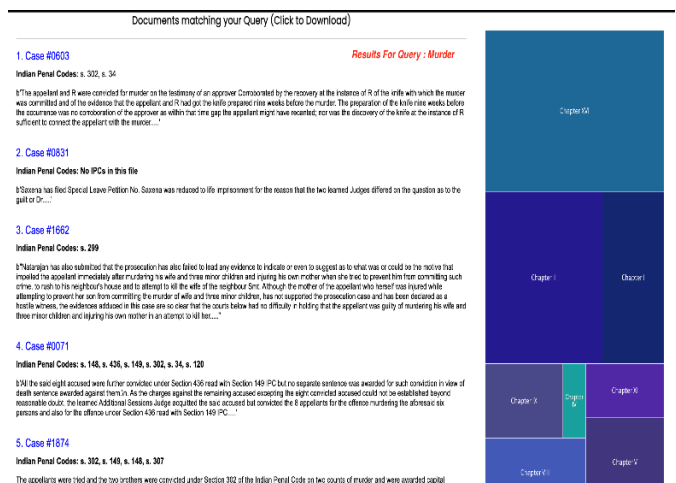 Documents matching your Query (Click to Download)
1. Case #0603
Results For Query : Murder
Indian Penal Codes: s. 302, s. 34
b'The appellant and R were convicted for murder on the testimony of an approver Corroborated by the recovery at the instance of R of the knife with which the murder
was committed and of the evidence that the appellant and R had got the knife prepared nine weeks before the murder. The preparation of the knife nine weeks before
the occurrence was no corroboration of the approver as within that time gap the appellant might have recanted; nor was the discovery of the knife at the instance of R
sufficient to connect the appellant with the murder....'
2. Case #0831
Indian Penal Codes: No IPCs in this file
b'Saxena has filed Special Leave Petition No. Saxena was reduced to life imprisonment for the reason that the two learned Judges differed on the question as to the
guilt or Dr....'
3. Case #1662
Indian Penal Codes: s. 299
b"Natarajan has also submitted that the prosecution has also failed to lead any evidence to indicate or even to suggest as to what was or could be the motive that
impelled the appellant immediately after murdering his wife and three minor children and injuring his own mother when she tried to prevent him from committing such
crime, to rush to his neighbour's house and to attempt to kill the wife of the neighbour Smt. Although the mother of the appellant who herself was injured while
attempting to prevent her son from committing the murder of wife and three minor children, has not supported the prosecution case and has been declared as a
hostile witness, the evidences adduced in this case are so clear that the courts below had no difficulty in holding that the appellant was guilty of murdering his wife and
three minor children and injuring his own mother in an attempt to kill her....."
4. Case #0071
Indian Penal Codes: s. 148, s. 436, s. 149, s. 302, s. 34, s. 120
b'All the said eight accused were further convicted under Section 436 read with Section 149 IPC but no separate sentence was awarded for such conviction in view of
death sentence awarded against them.In. As the charges against the remaining accused excepting the eight convicted accused could not be established beyond
reasonable doubt, the learned Additional Sessions Judge acquitted the said accused but convicted the 8 appellants for the offence murdering the aforesaid six
persons and also for the offence under Section 436 read with Section 149 IPC....'
5. Case #1874
Indian Penal Codes: s. 302, s. 149, s. 148, s. 307
The appellants were tried and the two brothers were convicted under Section 302 of the Indian Penal Code on two counts of murder and were awarded capital
Chapter XVI
Chapter I
Chapter X
Chapter
IV
Chapter XI
Chapter V
Chapter VIII